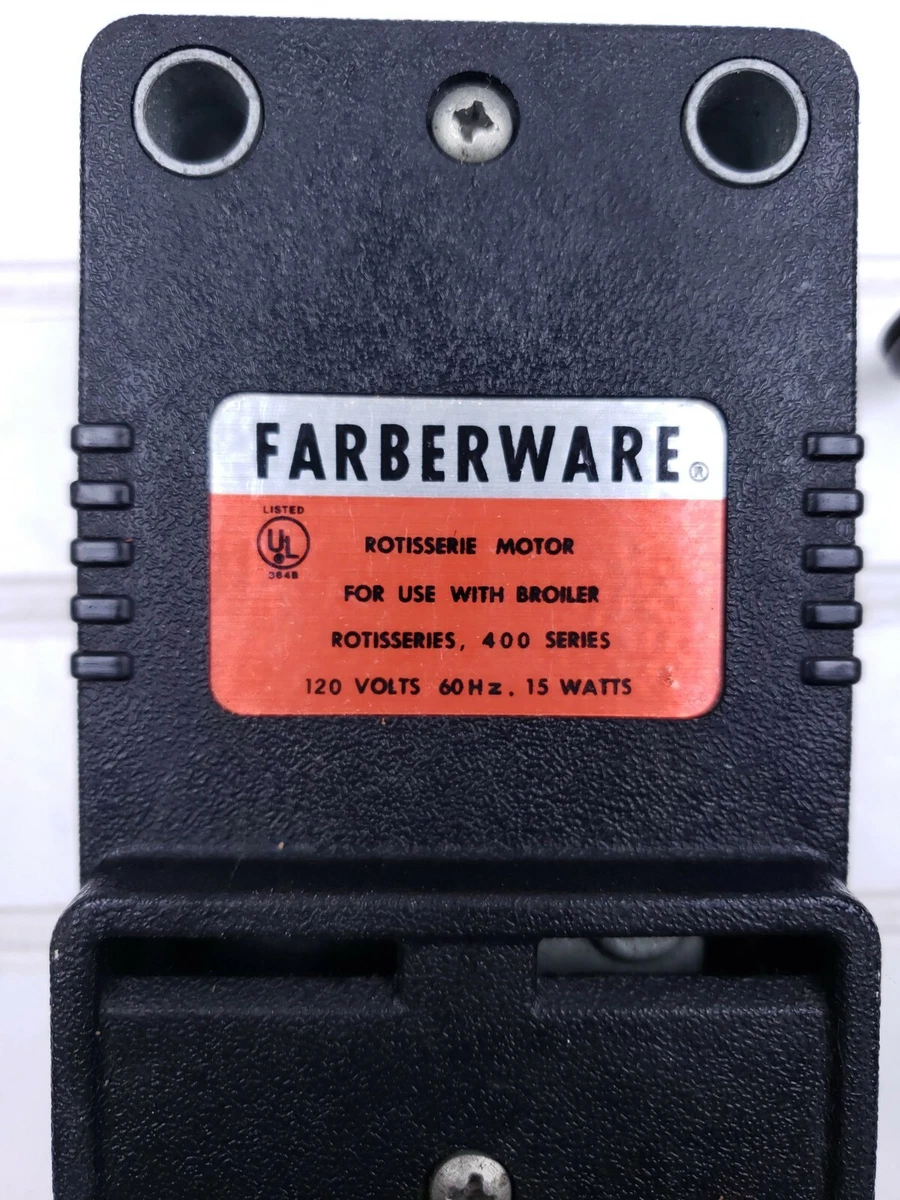 FARBERWARE®
LISTED
UL
364B
ROTISSERIE MOTOR
FOR USE WITH BROILER
ROTISSERIES, 400 SERIES
120 VOLTS 60Hz. 15 WATTS